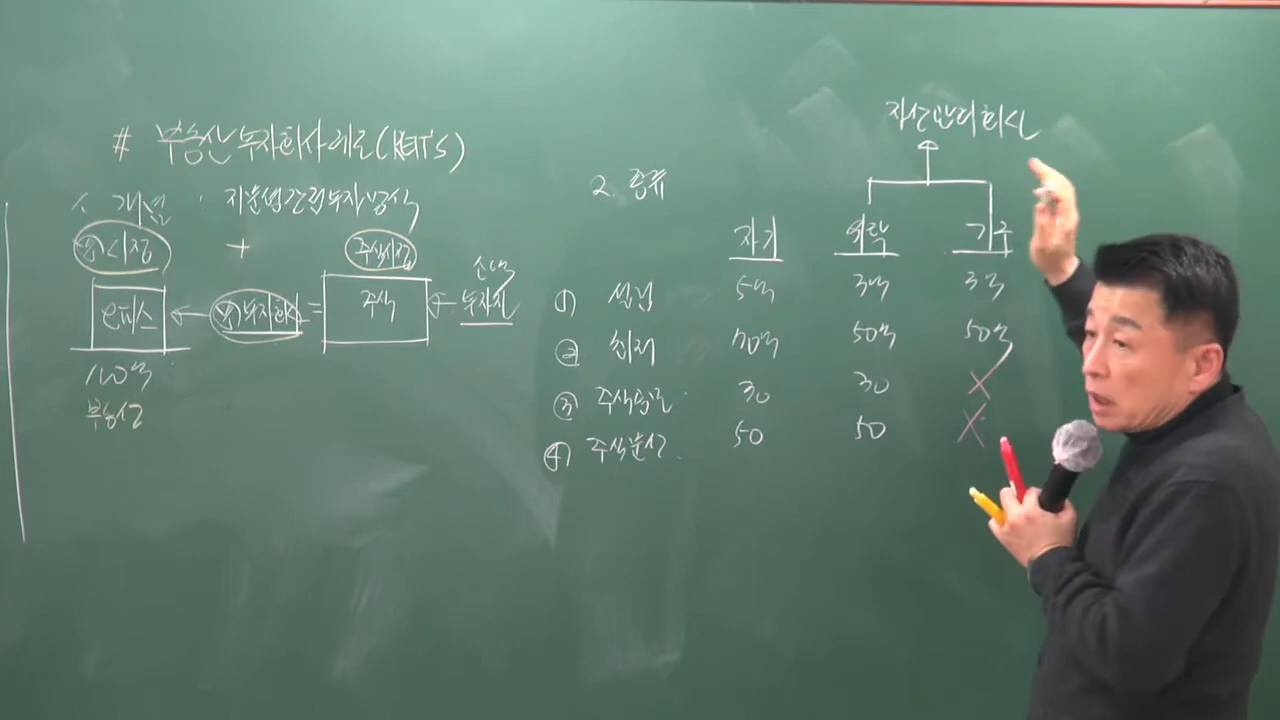 # 부동산투자회사제도(REIT's)
1. 개념 : 지분생간접투자방식
부)시장 + 주식시장
오피스 ← 부)투자회사 = 주식 ← 투자자
소액
100억
부동산
2. 종류
자산관리회사
자기 위탁 기구
① 설립 5억 3억 3억
② 최저 70억 50억 50억
③ 주식공모 30 30 X
④ 주식분산 50 50 X